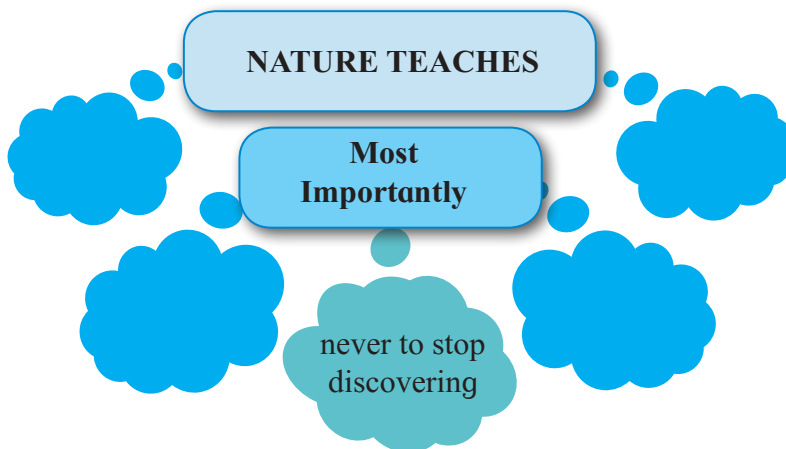 NATURE TEACHES
Most
Importantly
never to stop
discovering